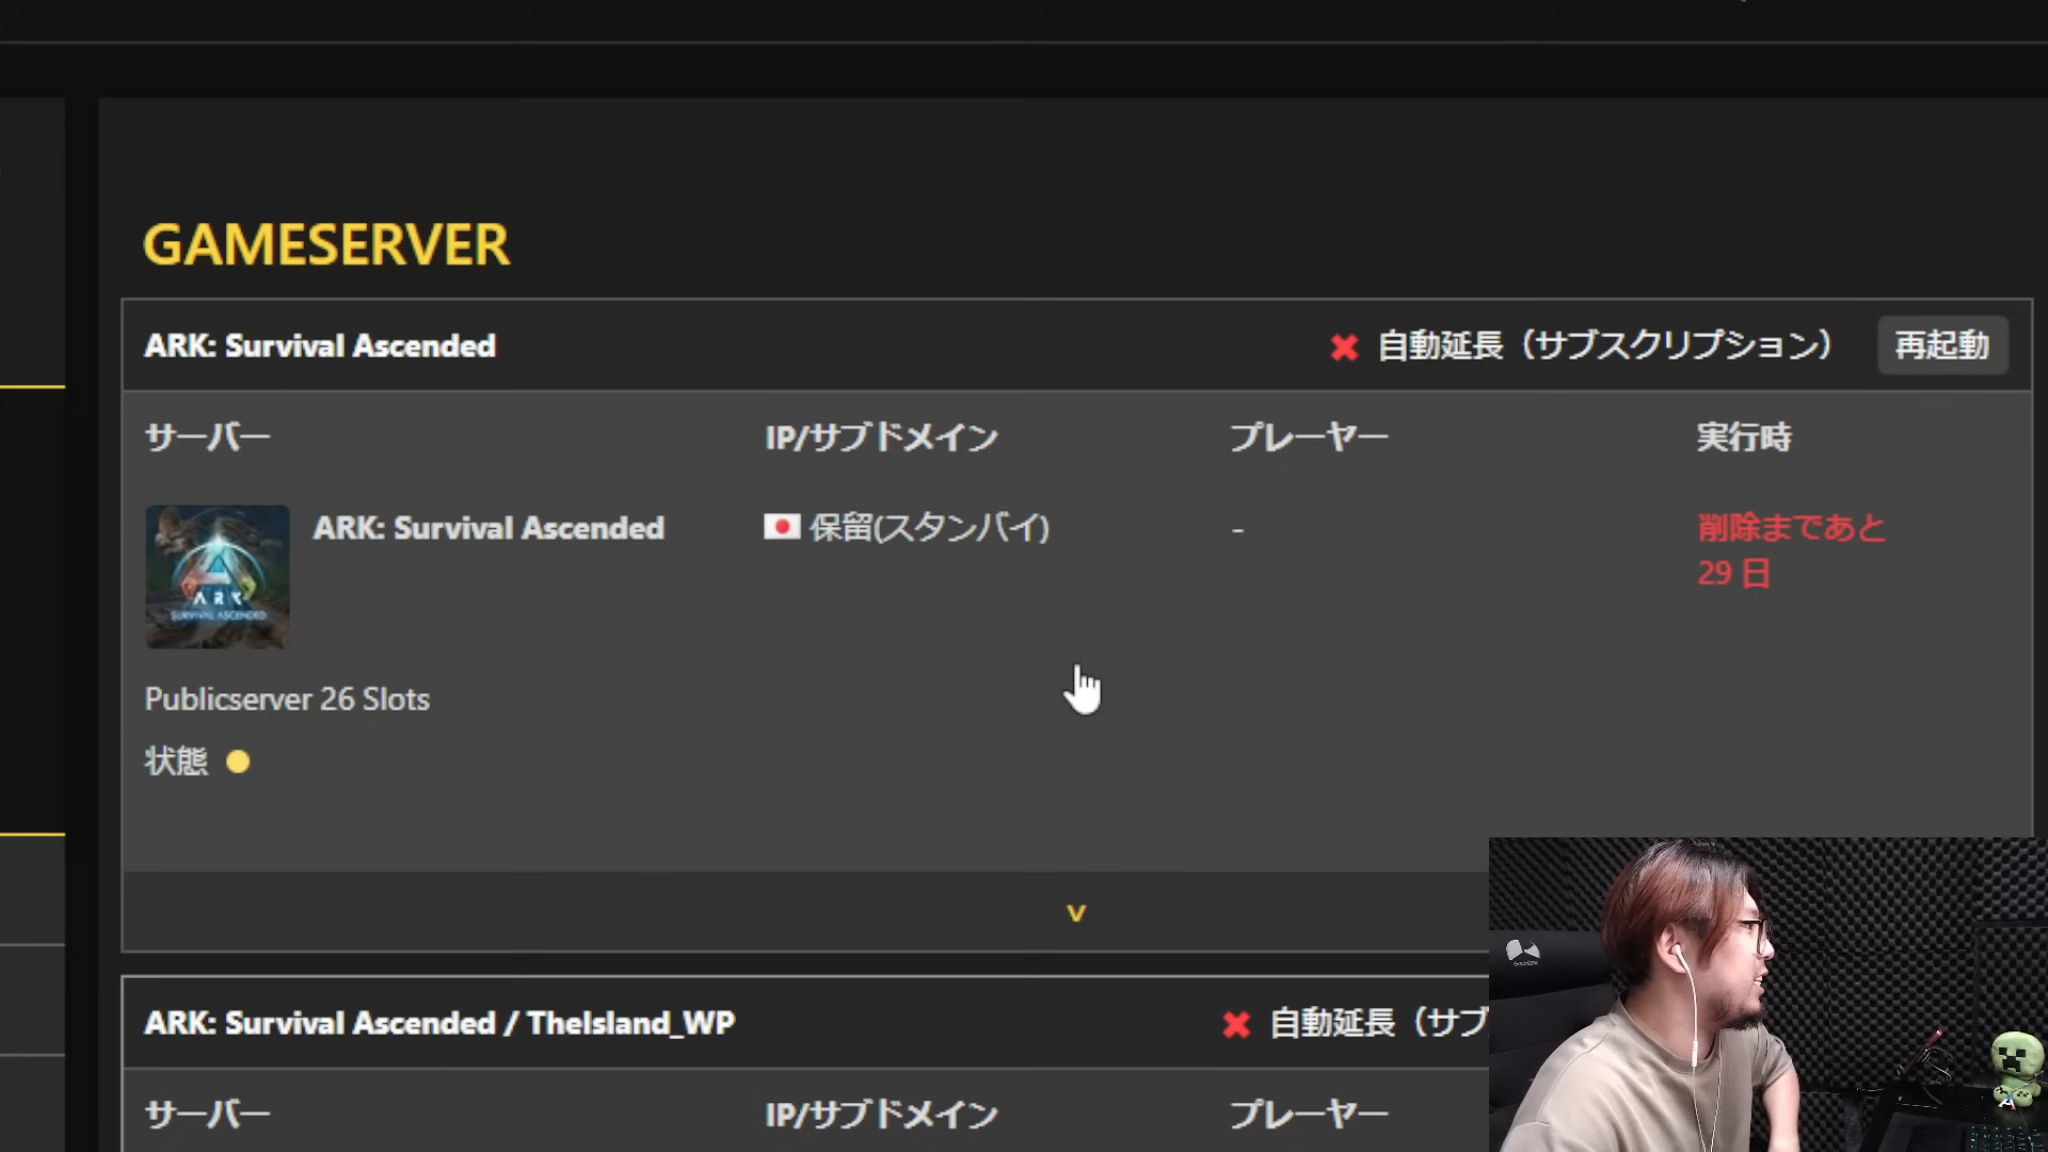 GAMESERVER
ARK: Survival Ascended
✖ 自動延長（サブスクリプション）
再起動
サーバー
IP/サブドメイン
プレーヤー
実行時
ARK: Survival Ascended
保留(スタンバイ)
-
削除まであと
29 日
ARK
SURVIVAL ASCENDED
Publicserver 26 Slots
状態
v
ARK: Survival Ascended / TheIsland_WP
✖ 自動延長（サブ
サーバー
IP/サブドメイン
プレーヤー